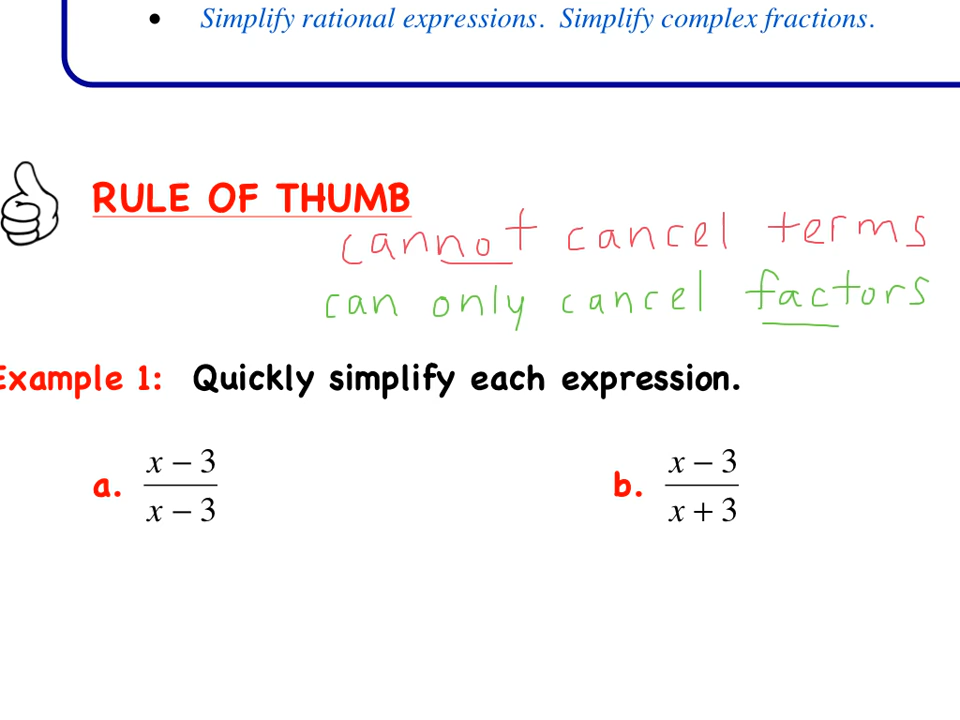 • Simplify rational expressions. Simplify complex fractions.
RULE OF THUMB
cannot cancel terms
can only cancel factors
Example 1: Quickly simplify each expression.
a. x − 3 / x − 3
b. x − 3 / x + 3